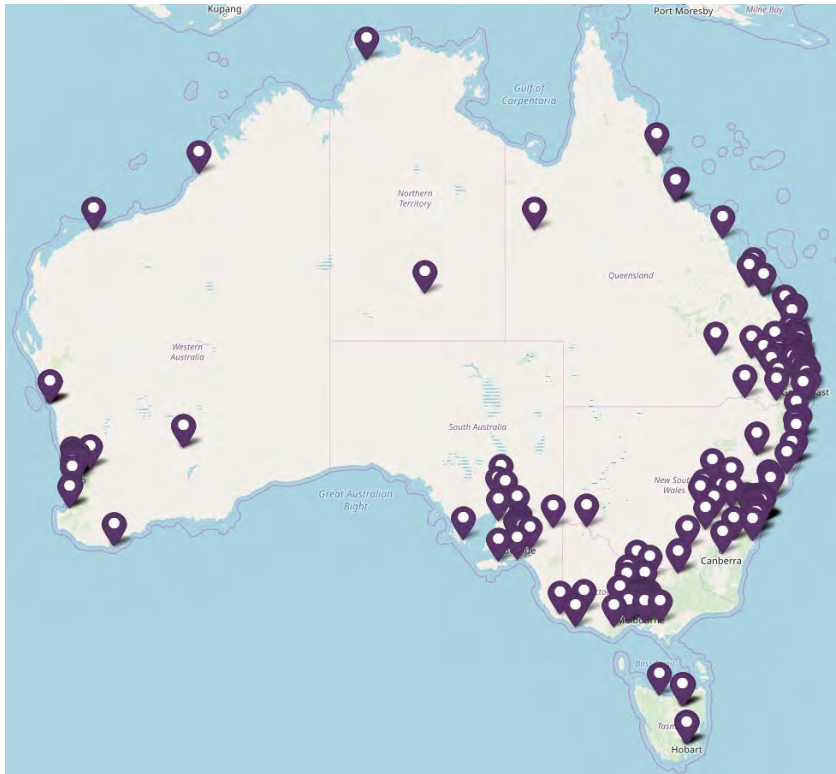 Kupang
Port Moresby
Milne Bay
Gulf of
Carpentaria
Northern
Territory
Queensland
Western
Australia
South Australia
Great Australian
Bight
New Sou
Wales
Canberra
Hobart